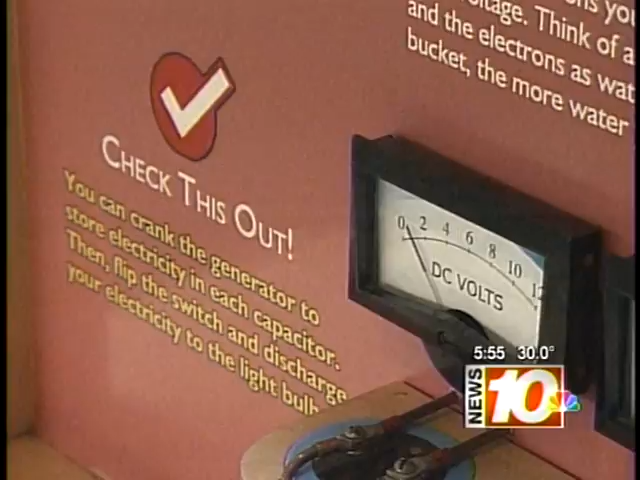 oltage. Think of a
and the electrons as wat
bucket, the more water
CHECK THIS OUT!
You can crank the generator to
store electricity in each capacitor.
Then, flip the switch and discharge
your electricity to the light bulb
0 2 4 6 8 10 12
DC VOLTS
5:55 30.0°
NEWS 10